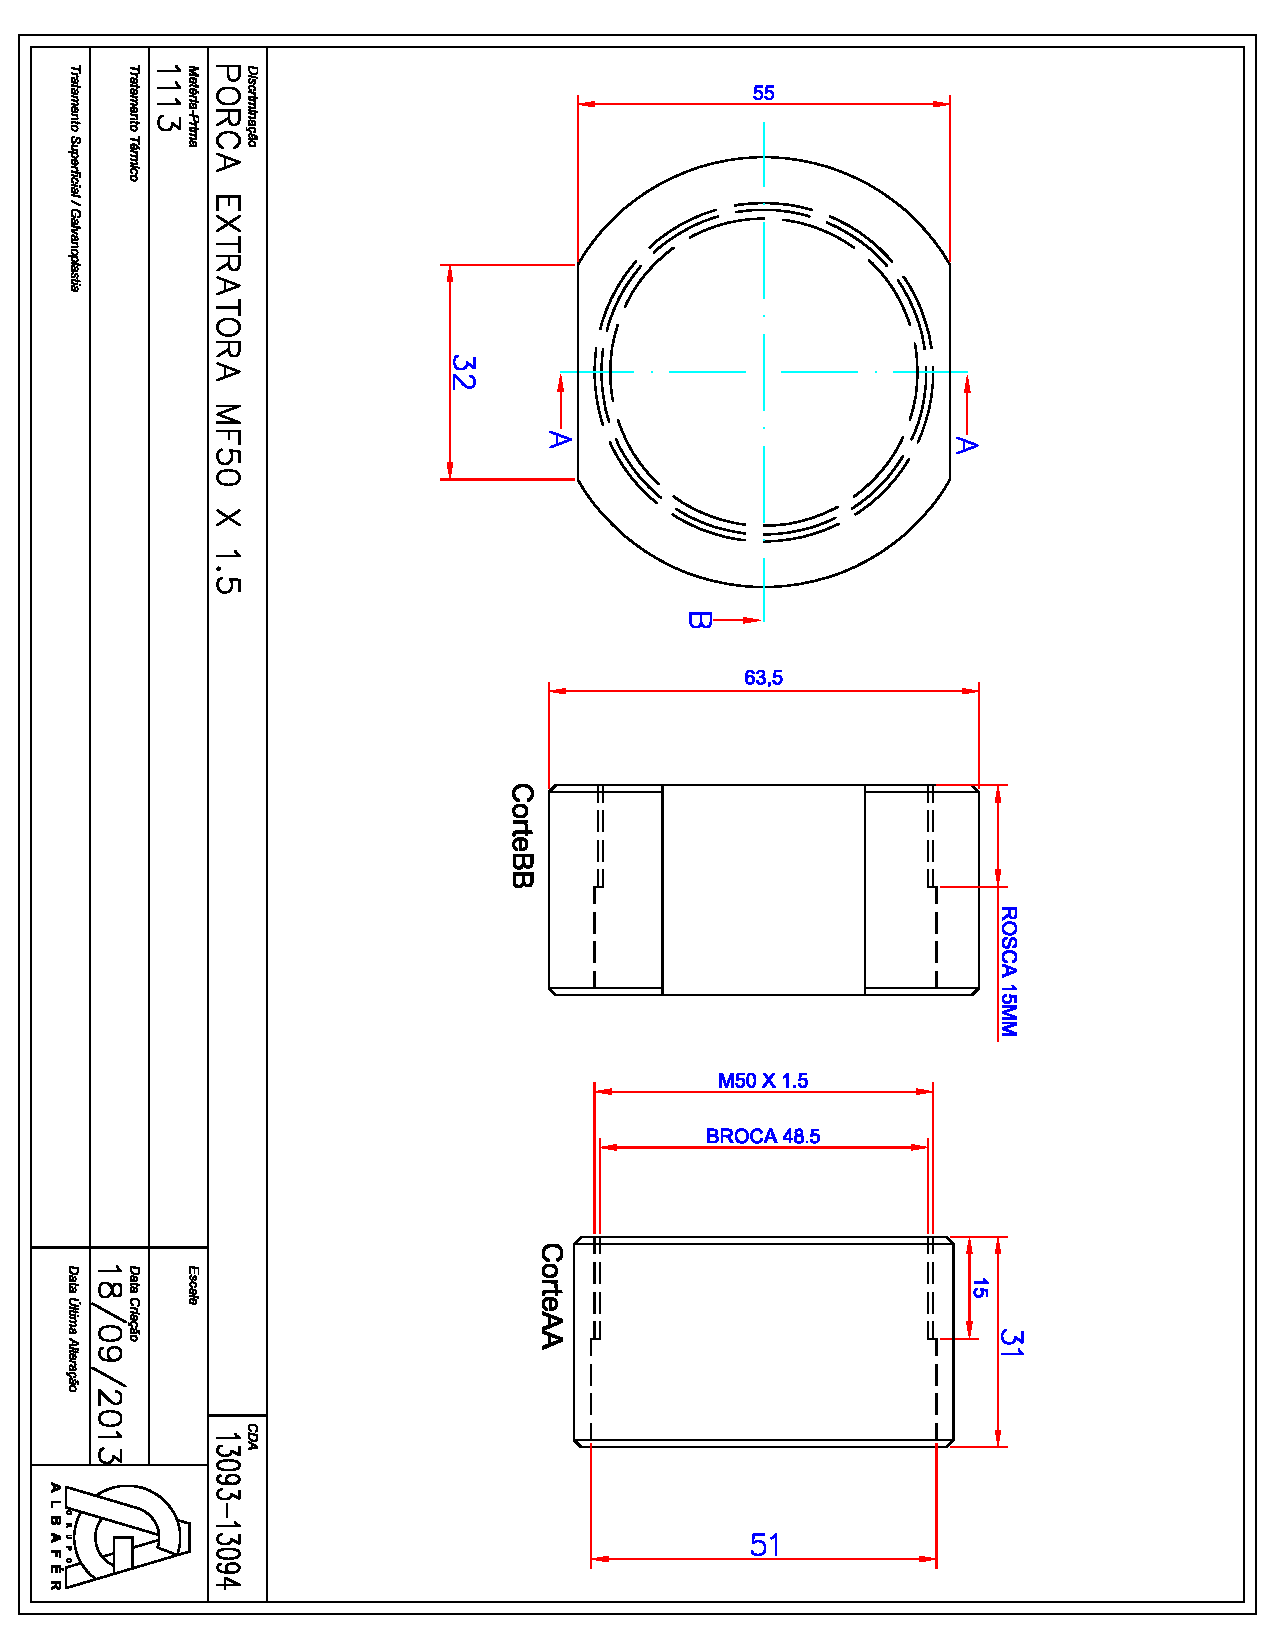 55
32
A
A
B
63,5
CorteBB
ROSCA 15MM
M50 X 1.5
BROCA 48.5
CorteAA
15
31
51
Discriminação
PORCA EXTRATORA MF50 X 1.5
CDA
13093-13094
Matéria-Prima
1113
Escala
Tratamento Térmico
Data Criação
18/09/2013
Tratamento Superficial / Galvanoplastia
Data Última Alteração
GRUPO
ALBAFÉR